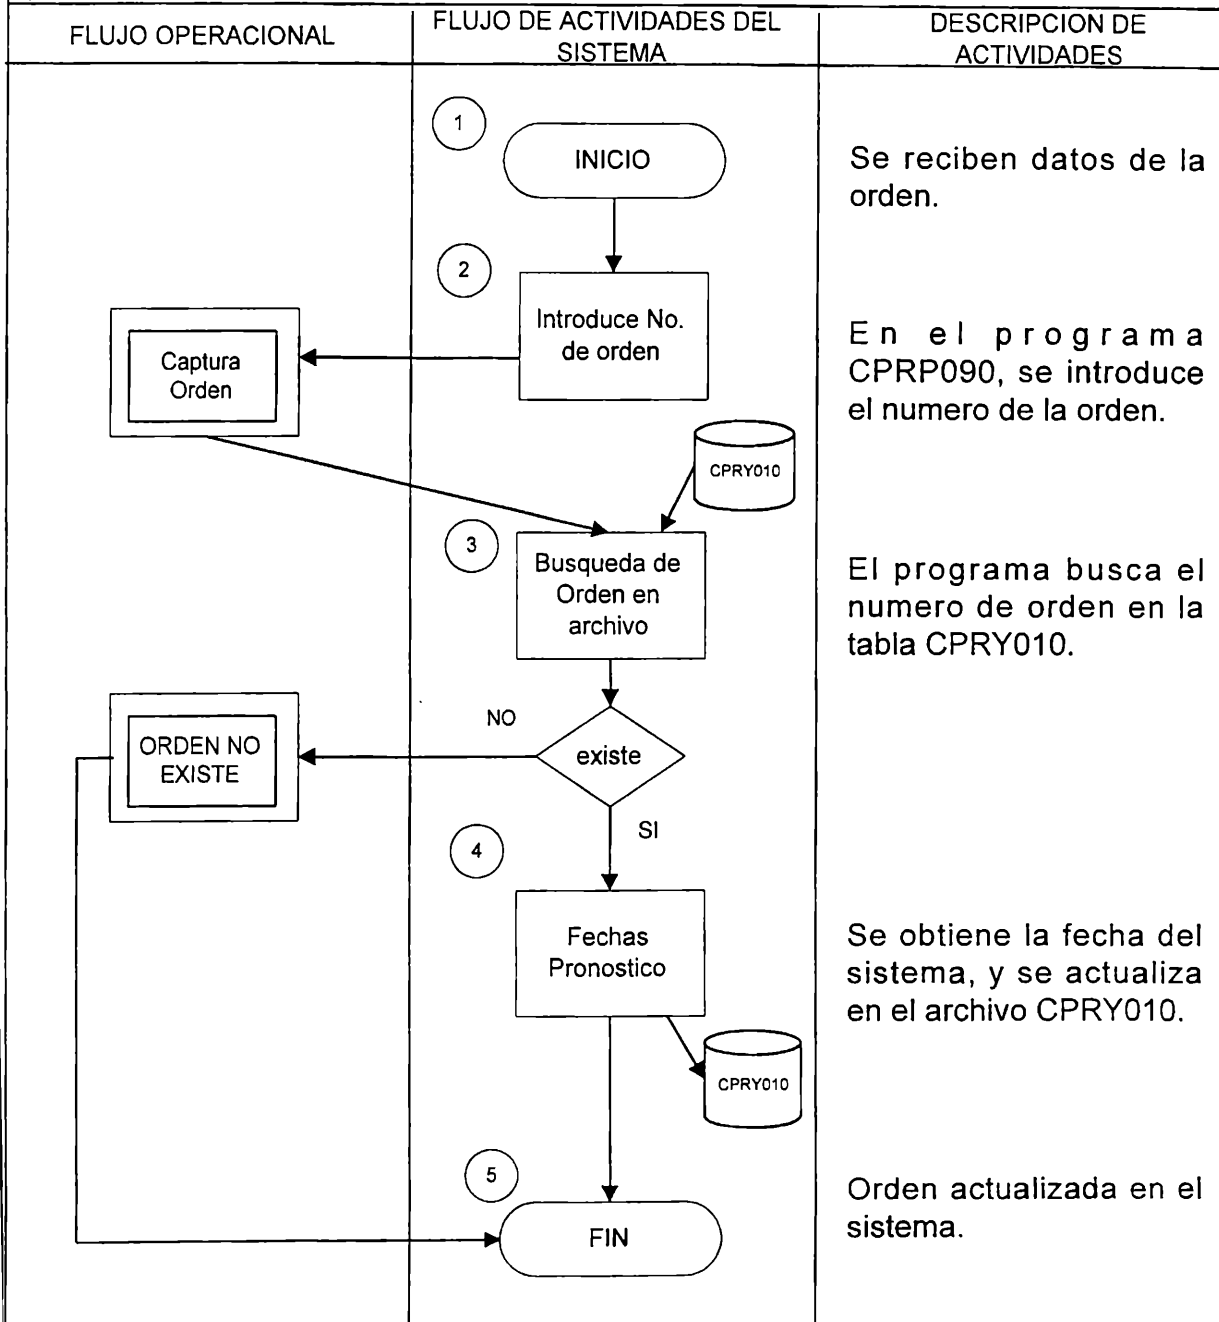 FLUJO OPERACIONAL
FLUJO DE ACTIVIDADES DEL
SISTEMA
DESCRIPCION DE
ACTIVIDADES
1
INICIO
Se reciben datos de la
orden.
2
Introduce No.
de orden
Captura
Orden
En el programa
CPRP090, se introduce
el numero de la orden.
CPRY010
3
Busqueda de
Orden en
archivo
El programa busca el
numero de orden en la
tabla CPRY010.
NO
existe
ORDEN NO
EXISTE
SI
4
Fechas
Pronostico
Se obtiene la fecha del
sistema, y se actualiza
en el archivo CPRY010.
CPRY010
5
FIN
Orden actualizada en el
sistema.